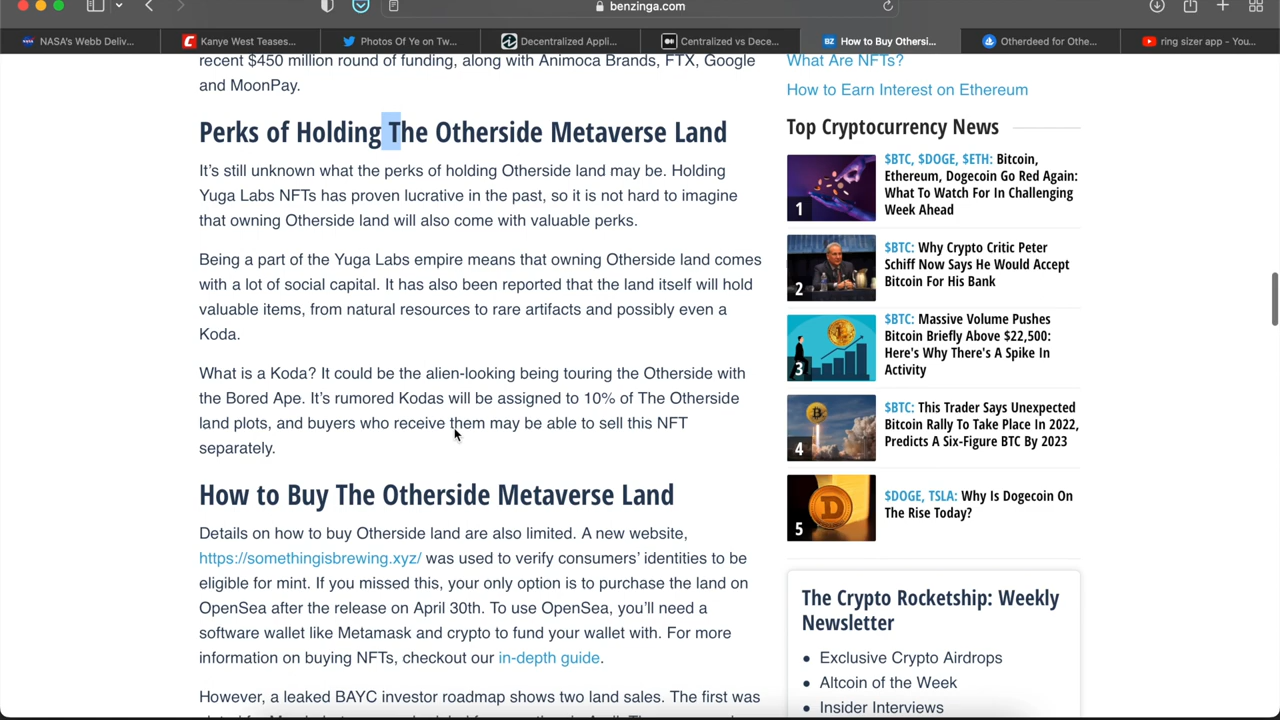 benzinga.com
NASA's Webb Deliv...
Kanye West Teases...
Photos Of Ye on Tw...
Decentralized Appli...
Centralized vs Dece...
BZ How to Buy Othersi...
Otherdeed for Othe...
ring sizer app - You...
recent $450 million round of funding, along with Animoca Brands, FTX, Google
and MoonPay.
Perks of Holding The Otherside Metaverse Land
It's still unknown what the perks of holding Otherside land may be. Holding
Yuga Labs NFTs has proven lucrative in the past, so it is not hard to imagine
that owning Otherside land will also come with valuable perks.
Being a part of the Yuga Labs empire means that owning Otherside land comes
with a lot of social capital. It has also been reported that the land itself will hold
valuable items, from natural resources to rare artifacts and possibly even a
Koda.
What is a Koda? It could be the alien-looking being touring the Otherside with
the Bored Ape. It's rumored Kodas will be assigned to 10% of The Otherside
land plots, and buyers who receive them may be able to sell this NFT
separately.
How to Buy The Otherside Metaverse Land
Details on how to buy Otherside land are also limited. A new website,
https://somethingisbrewing.xyz/ was used to verify consumers' identities to be
eligible for mint. If you missed this, your only option is to purchase the land on
OpenSea after the release on April 30th. To use OpenSea, you'll need a
software wallet like Metamask and crypto to fund your wallet with. For more
information on buying NFTs, checkout our in-depth guide.
However, a leaked BAYC investor roadmap shows two land sales. The first was
What Are NFTs?
How to Earn Interest on Ethereum
Top Cryptocurrency News
1
$BTC, $DOGE, $ETH: Bitcoin,
Ethereum, Dogecoin Go Red Again:
What To Watch For In Challenging
Week Ahead
2
$BTC: Why Crypto Critic Peter
Schiff Now Says He Would Accept
Bitcoin For His Bank
3
$BTC: Massive Volume Pushes
Bitcoin Briefly Above $22,500:
Here's Why There's A Spike In
Activity
4
$BTC: This Trader Says Unexpected
Bitcoin Rally To Take Place In 2022,
Predicts A Six-Figure BTC By 2023
5
$DOGE, TSLA: Why Is Dogecoin On
The Rise Today?
The Crypto Rocketship: Weekly
Newsletter
• Exclusive Crypto Airdrops
• Altcoin of the Week
• Insider Interviews